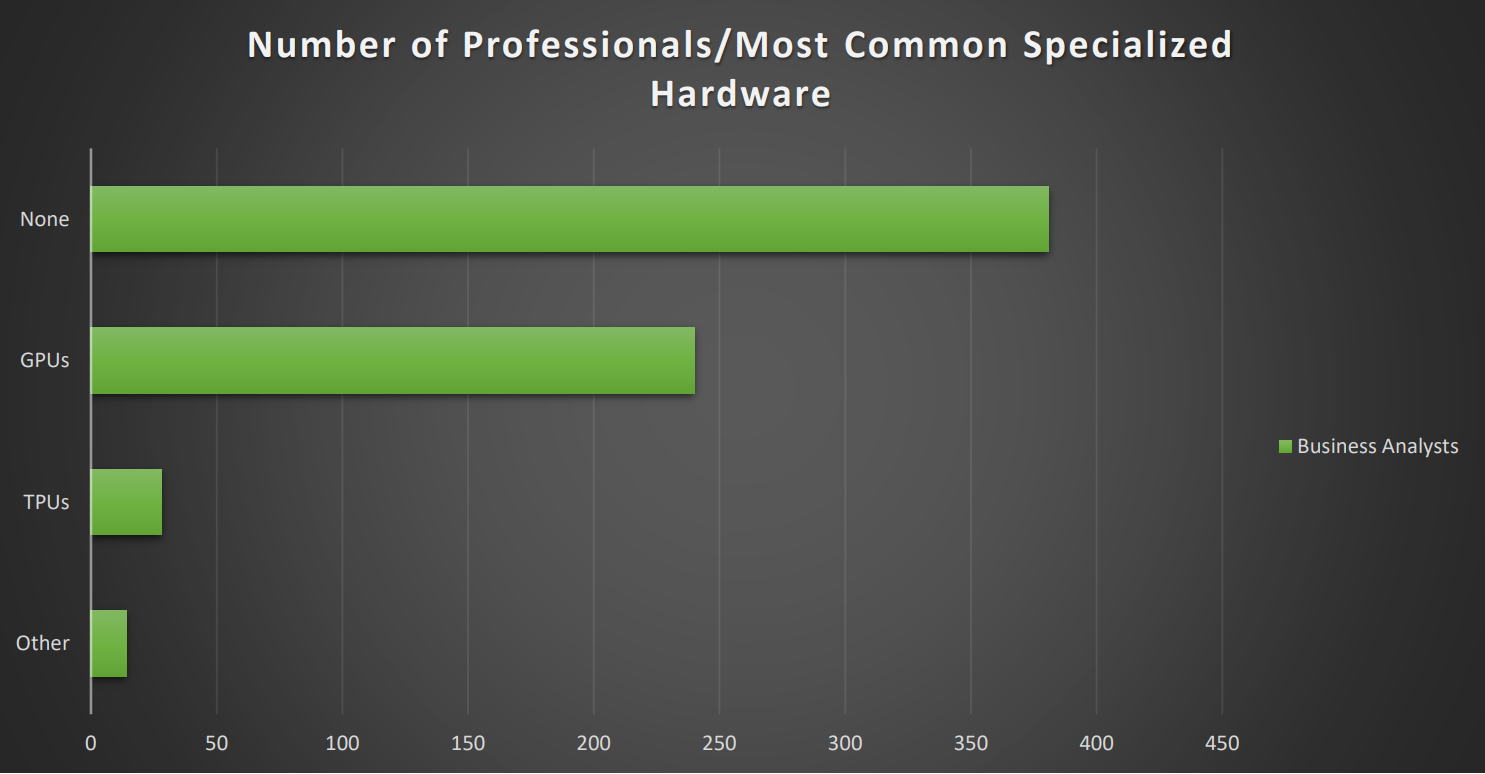 Number of Professionals/Most Common Specialized
Hardware
None
GPUs
TPUs
Other
Business Analysts
0 50 100 150 200 250 300 350 400 450